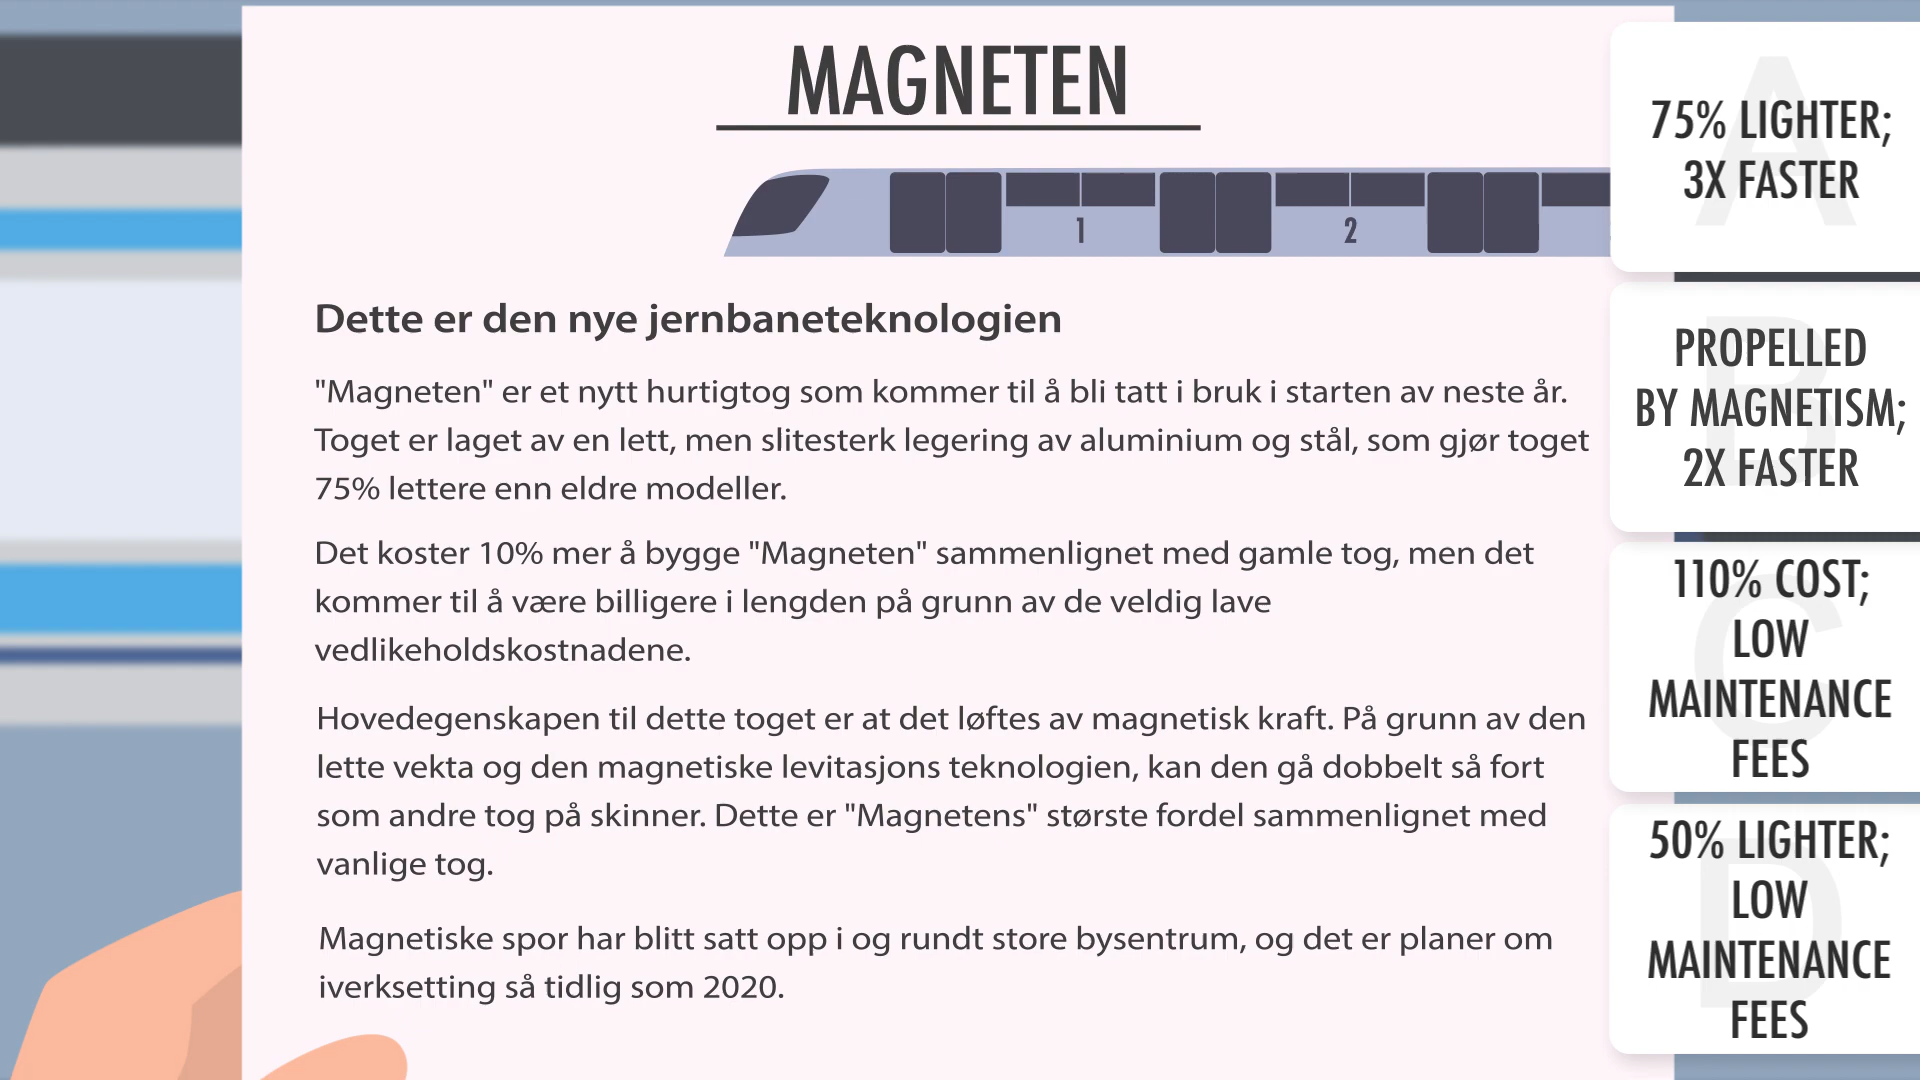 MAGNETEN
1
2
Dette er den nye jernbaneteknologien
"Magneten" er et nytt hurtigtog som kommer til å bli tatt i bruk i starten av neste år.
Toget er laget av en lett, men slitesterk legering av aluminium og stål, som gjør toget
75% lettere enn eldre modeller.
Det koster 10% mer å bygge "Magneten" sammenlignet med gamle tog, men det
kommer til å være billigere i lengden på grunn av de veldig lave
vedlikeholdskostnadene.
Hovedegenskapen til dette toget er at det løftes av magnetisk kraft. På grunn av den
lette vekta og den magnetiske levitasjons teknologien, kan den gå dobbelt så fort
som andre tog på skinner. Dette er "Magnetens" største fordel sammenlignet med
vanlige tog.
Magnetiske spor har blitt satt opp i og rundt store bysentrum, og det er planer om
iverksetting så tidlig som 2020.
A
75% LIGHTER;
3X FASTER
B
PROPELLED
BY MAGNETISM;
2X FASTER
C
110% COST;
LOW
MAINTENANCE
FEES
D
50% LIGHTER;
LOW
MAINTENANCE
FEES